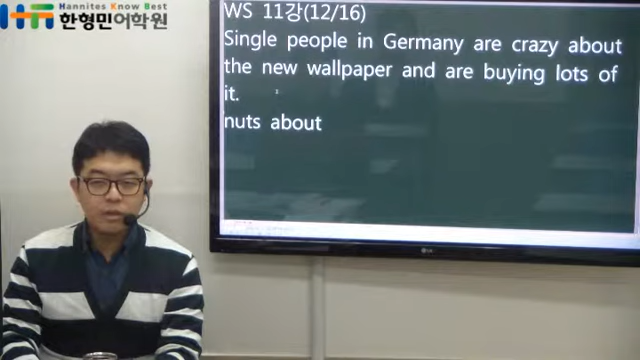 Hannites Know Best
한형민어학원
WS 11강(12/16)
Single people in Germany are crazy about
the new wallpaper and are buying lots of
it.
nuts about
LG